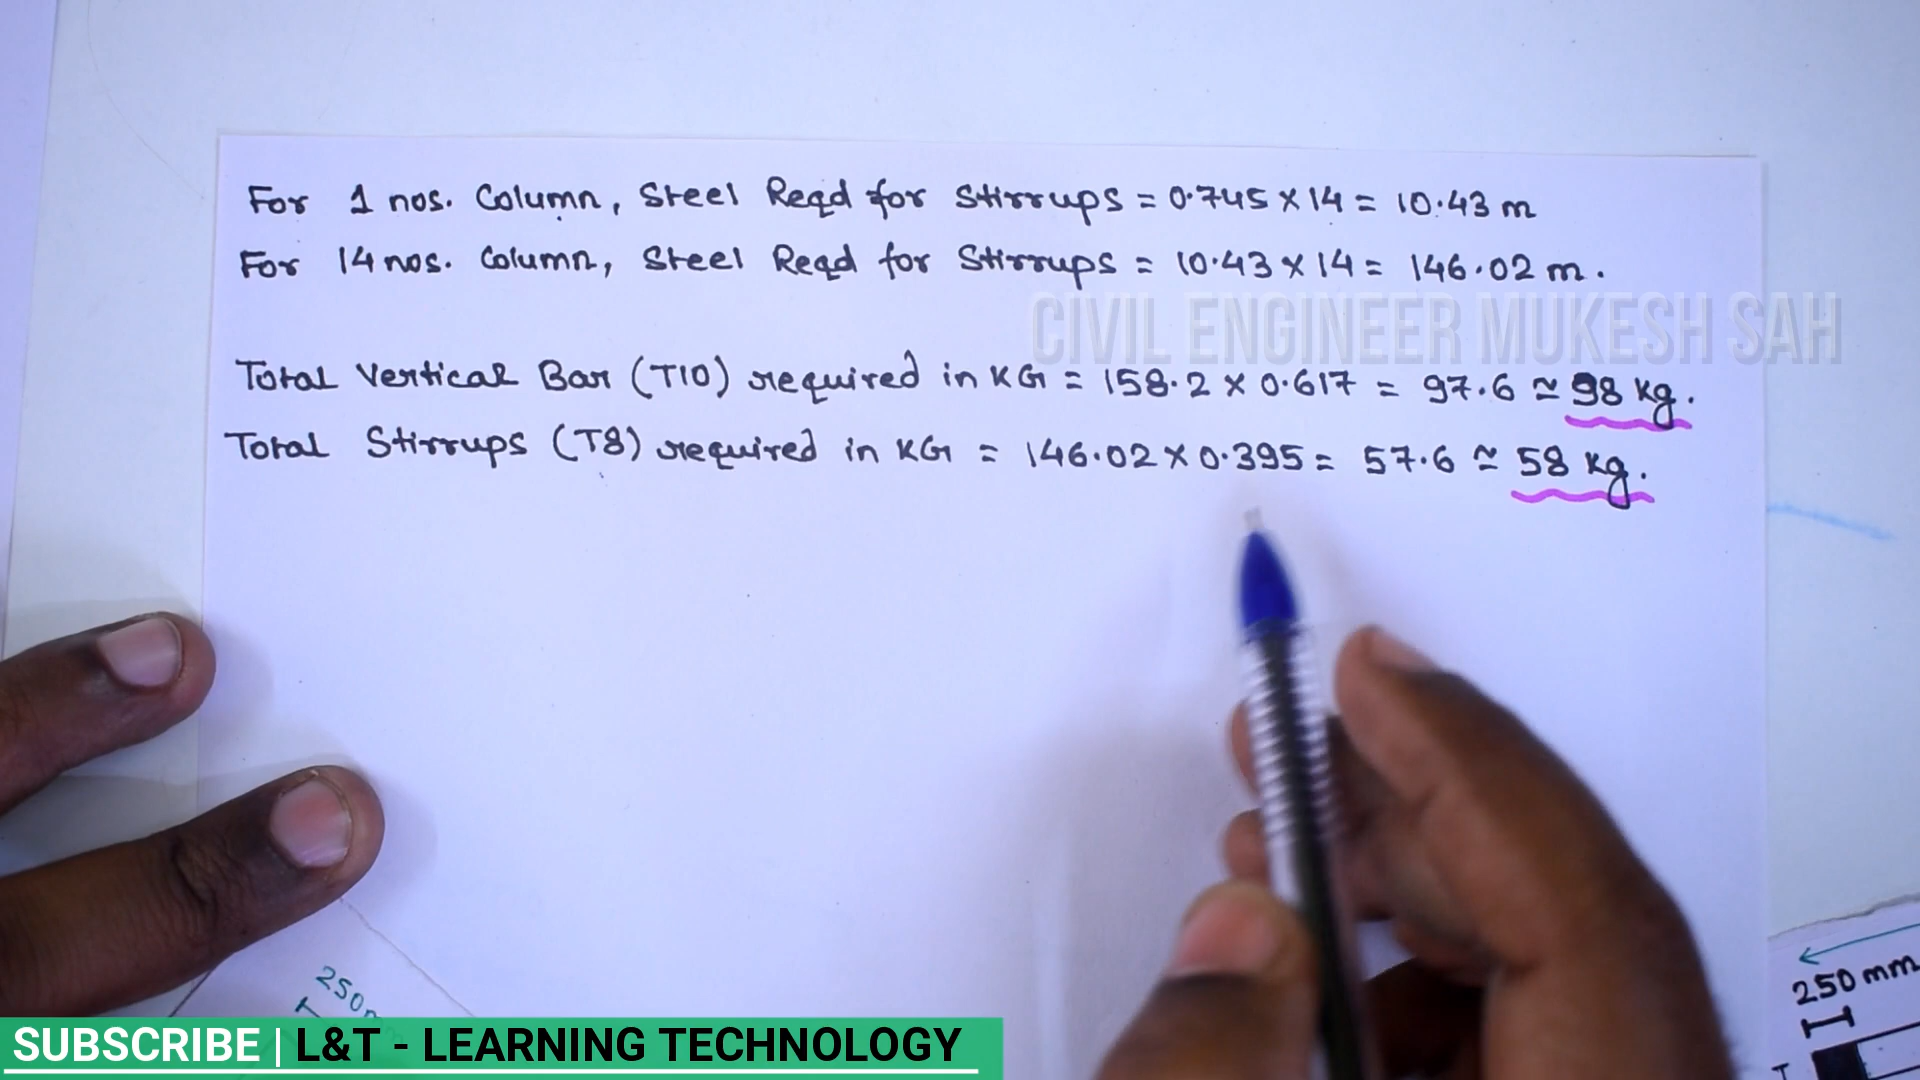 For 1 nos. Column, Steel Reqd for Stirrups = 0.745 × 14 = 10.43 m
For 14 nos. Column, Steel Reqd for Stirrups = 10.43 × 14 = 146.02 m.
CIVIL ENGINEER MUKESH SAH
Total Vertical Bar (T10) required in KG = 158.2 × 0.617 = 97.6 ≃ 98 kg.
Total Stirrups (T8) required in KG = 146.02 × 0.395 = 57.6 ≃ 58 kg.
250 mm
250 mm
SUBSCRIBE | L&T - LEARNING TECHNOLOGY